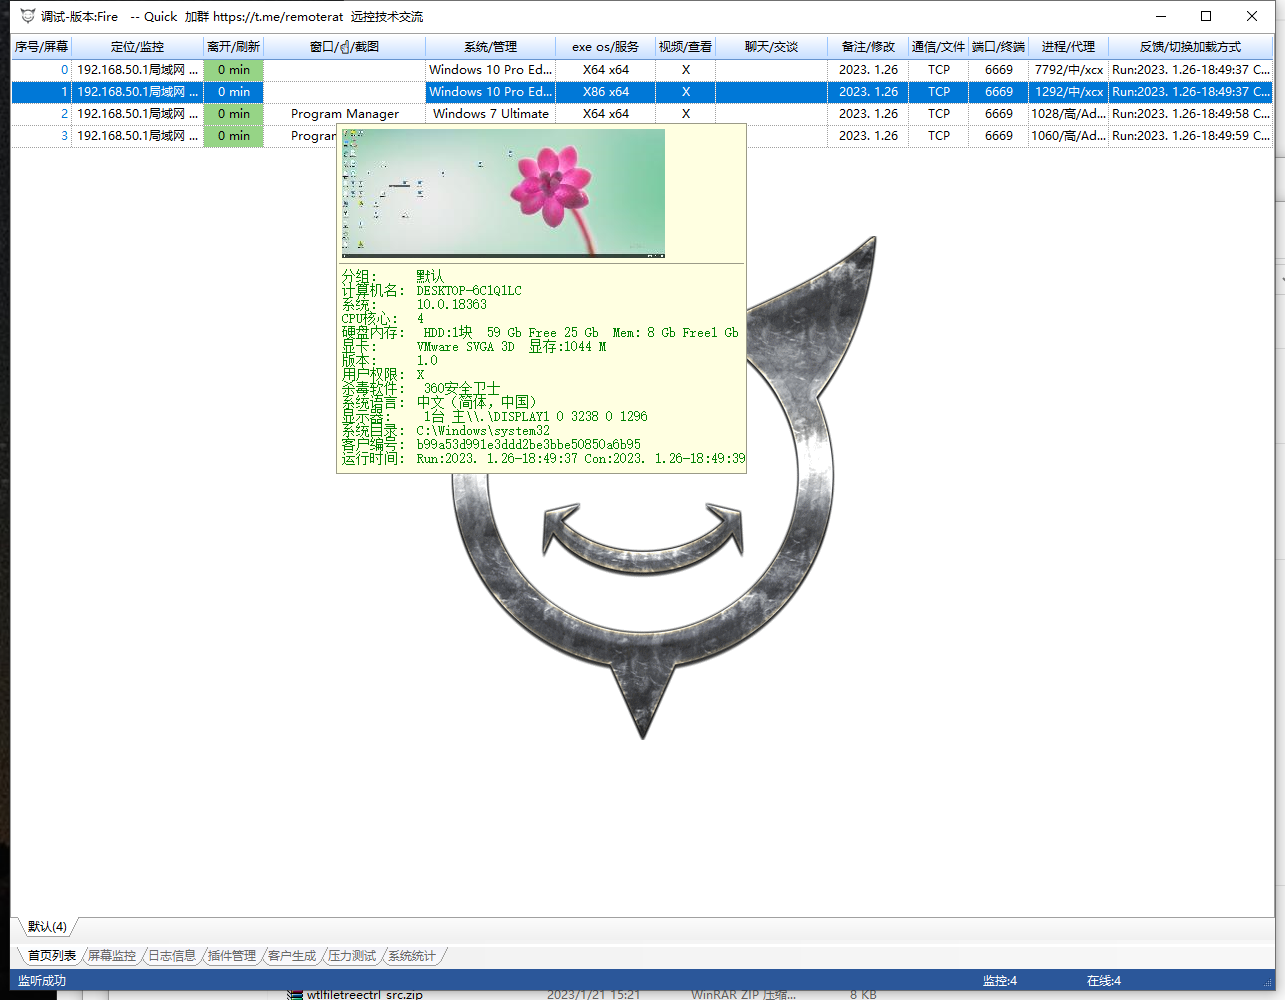 调试-版本:Fire -- Quick 加群 https://t.me/remoterat 远控技术交流
序号/屏幕 定位/监控 离开/刷新 窗口/截图 系统/管理 exe os/服务 视频/查看 聊天/交谈 备注/修改 通信/文件 端口/终端 进程/代理 反馈/切换加载方式
0 192.168.50.1局域网 ... 0 min Windows 10 Pro Ed... X64 x64 X 2023. 1.26 TCP 6669 7792/中/xcx Run:2023. 1.26-18:49:37 C...
1 192.168.50.1局域网 ... 0 min Windows 10 Pro Ed... X86 x64 X 2023. 1.26 TCP 6669 1292/中/xcx Run:2023. 1.26-18:49:37 C...
2 192.168.50.1局域网 ... 0 min Program Manager Windows 7 Ultimate X64 x64 X 2023. 1.26 TCP 6669 1028/高/Ad... Run:2023. 1.26-18:49:58 C...
3 192.168.50.1局域网 ... 0 min Progra 2023. 1.26 TCP 6669 1060/高/Ad... Run:2023. 1.26-18:49:59 C...
分组: 默认
计算机名: DESKTOP-6C1Q1LC
系统: 10.0.18363
CPU核心: 4
硬盘内存: HDD:1块 59 Gb Free 25 Gb Mem: 8 Gb Free1 Gb
显卡: VMware SVGA 3D 显存:1044 M
版本: 1.0
用户权限: X
杀毒软件: 360安全卫士
系统语言: 中文（简体，中国）
显示器: 1台 主\\.\DISPLAY1 0 3238 0 1296
系统目录: C:\Windows\system32
客户编号: b99a53d991e3ddd2be3bbe50850a6b95
运行时间: Run:2023. 1.26-18:49:37 Con:2023. 1.26-18:49:39
默认(4)
首页列表 屏幕监控 日志信息 插件管理 客户生成 压力测试 系统统计
监听成功 监控:4 在线:4
wtlfiletreectrl_src.zip 2023/1/21 15:21 WinRAR ZIP 压缩... 8 KB